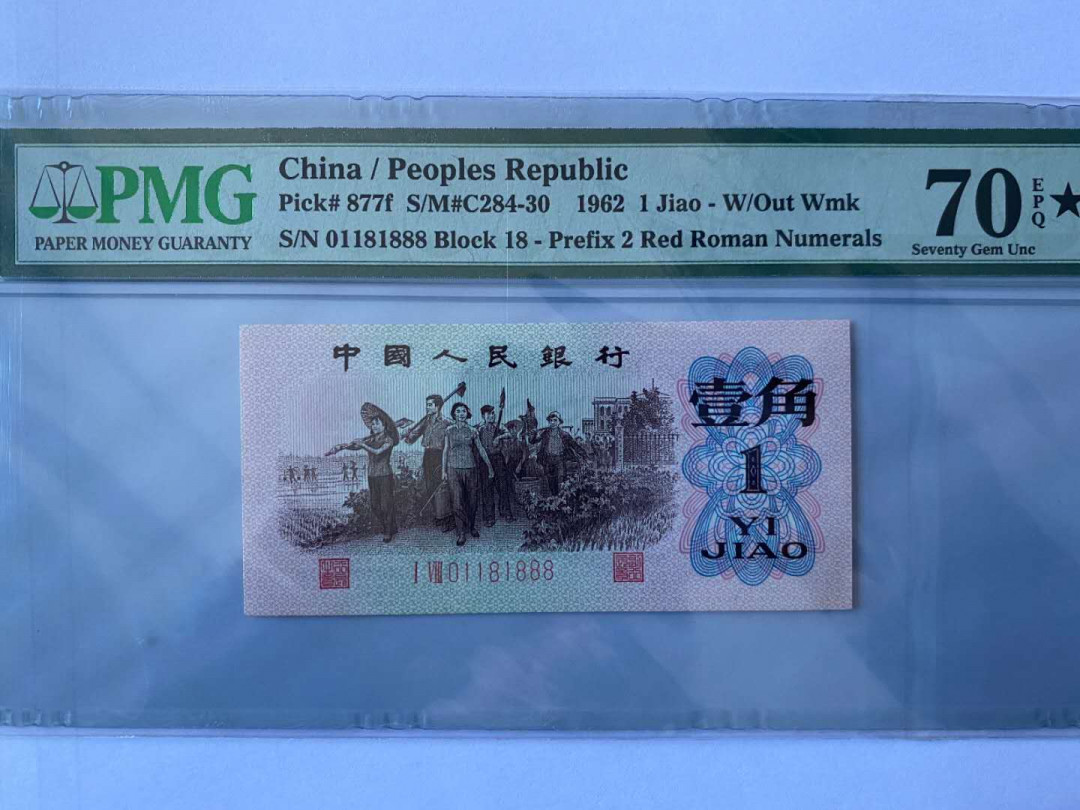 PMG
PAPER MONEY GUARANTY
China / Peoples Republic
Pick# 877f S/M#C284-30 1962 1 Jiao - W/Out Wmk
S/N 01181888 Block 18 - Prefix 2 Red Roman Numerals
70
EPQ
★
Seventy Gem Unc
中國人民銀行
壹角
1
YI
JIAO
I VIII 01181888